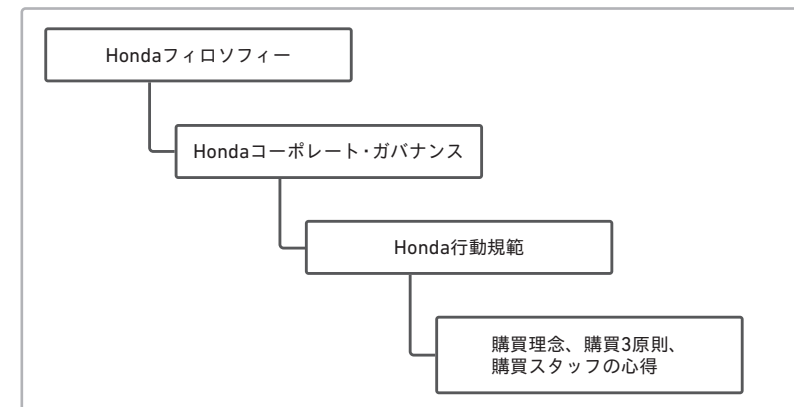 Hondaフィロソフィー
Hondaコーポレート・ガバナンス
Honda行動規範
購買理念、購買3原則、
購買スタッフの心得